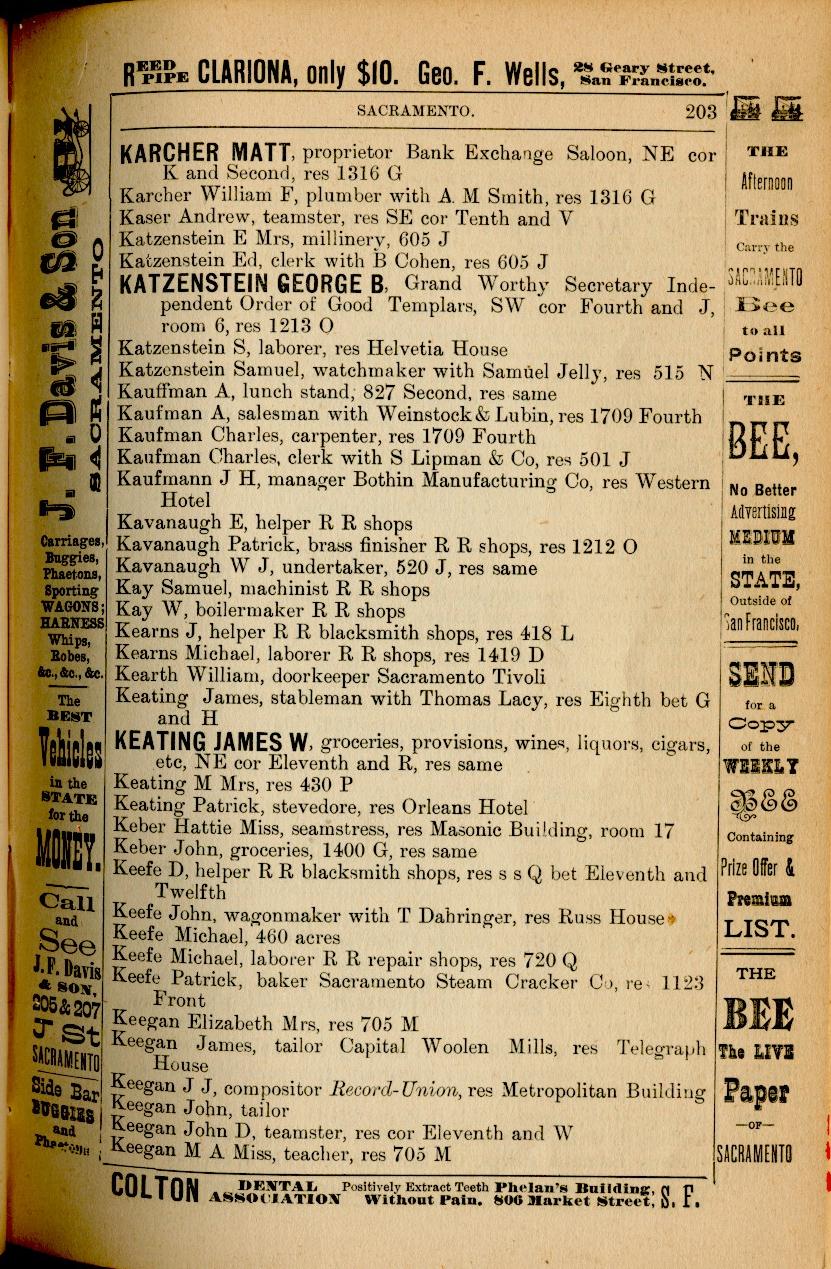 REED PIPE CLARIONA, only $10. Geo. F. Wells, 28 Geary Street, San Francisco.
SACRAMENTO. 203
KARCHER MATT, proprietor Bank Exchange Saloon, NE cor
K and Second, res 1316 G
Karcher William F, plumber with A M Smith, res 1316 G
Kaser Andrew, teamster, res SE cor Tenth and V
Katzenstein E Mrs, millinery, 605 J
Katzenstein Ed, clerk with B Cohen, res 605 J
KATZENSTEIN GEORGE B, Grand Worthy Secretary Inde-
pendent Order of Good Templars, SW cor Fourth and J,
room 6, res 1213 O
Katzenstein S, laborer, res Helvetia House
Katzenstein Samuel, watchmaker with Samuel Jelly, res 515 N
Kauffman A, lunch stand, 827 Second, res same
Kaufman A, salesman with Weinstock & Lubin, res 1709 Fourth
Kaufman Charles, carpenter, res 1709 Fourth
Kaufman Charles, clerk with S Lipman & Co, res 501 J
Kaufmann J H, manager Bothin Manufacturing Co, res Western
Hotel
Kavanaugh E, helper R R shops
Kavanaugh Patrick, brass finisher R R shops, res 1212 O
Kavanaugh W J, undertaker, 520 J, res same
Kay Samuel, machinist R R shops
Kay W, boilermaker R R shops
Kearns J, helper R R blacksmith shops, res 418 L
Kearns Michael, laborer R R shops, res 1419 D
Kearth William, doorkeeper Sacramento Tivoli
Keating James, stableman with Thomas Lacy, res Eighth bet G
and H
KEATING JAMES W, groceries, provisions, wines, liquors, cigars,
etc, NE cor Eleventh and R, res same
Keating M Mrs, res 430 P
Keating Patrick, stevedore, res Orleans Hotel
Keber Hattie Miss, seamstress, res Masonic Building, room 17
Keber John, groceries, 1400 G, res same
Keefe D, helper R R blacksmith shops, res s s Q bet Eleventh and
Twelfth
Keefe John, wagonmaker with T Dahringer, res Russ House
Keefe Michael, 460 acres
Keefe Michael, laborer R R repair shops, res 720 Q
Keefe Patrick, baker Sacramento Steam Cracker Co, res 1123
Front
Keegan Elizabeth Mrs, res 705 M
Keegan James, tailor Capital Woolen Mills, res Telegraph
House
Keegan J J, compositor Record-Union, res Metropolitan Building
Keegan John, tailor
Keegan John D, teamster, res cor Eleventh and W
Keegan M A Miss, teacher, res 705 M
J. F. Davis & Son
SACRAMENTO
Carriages,
Buggies,
Phaetons,
Sporting
WAGONS;
HARNESS
Whips,
Robes,
&c., &c., &c.
The
BEST
Vehicles
in the
STATE
for the
MONEY.
Call
and
See
J. F. Davis
& SON,
205 & 207
J St
SACRAMENTO
Side Bar
BUGGIES
and
Phaetons
THE
Afternoon
Trains
Carry the
SACRAMENTO
Bee
to all
Points
THE
BEE,
No Better
Advertising
MEDIUM
in the
STATE,
Outside of
San Francisco,
SEND
for a
Copy
of the
WEEKLY
Bee
Containing
Prize Offer &
Premium
LIST.
THE
BEE
The LIVE
Paper
—OF—
SACRAMENTO
COLTON DENTAL ASSOCIATION Positively Extract Teeth Without Pain. Phelan's Building, 806 Market Street, S. F.